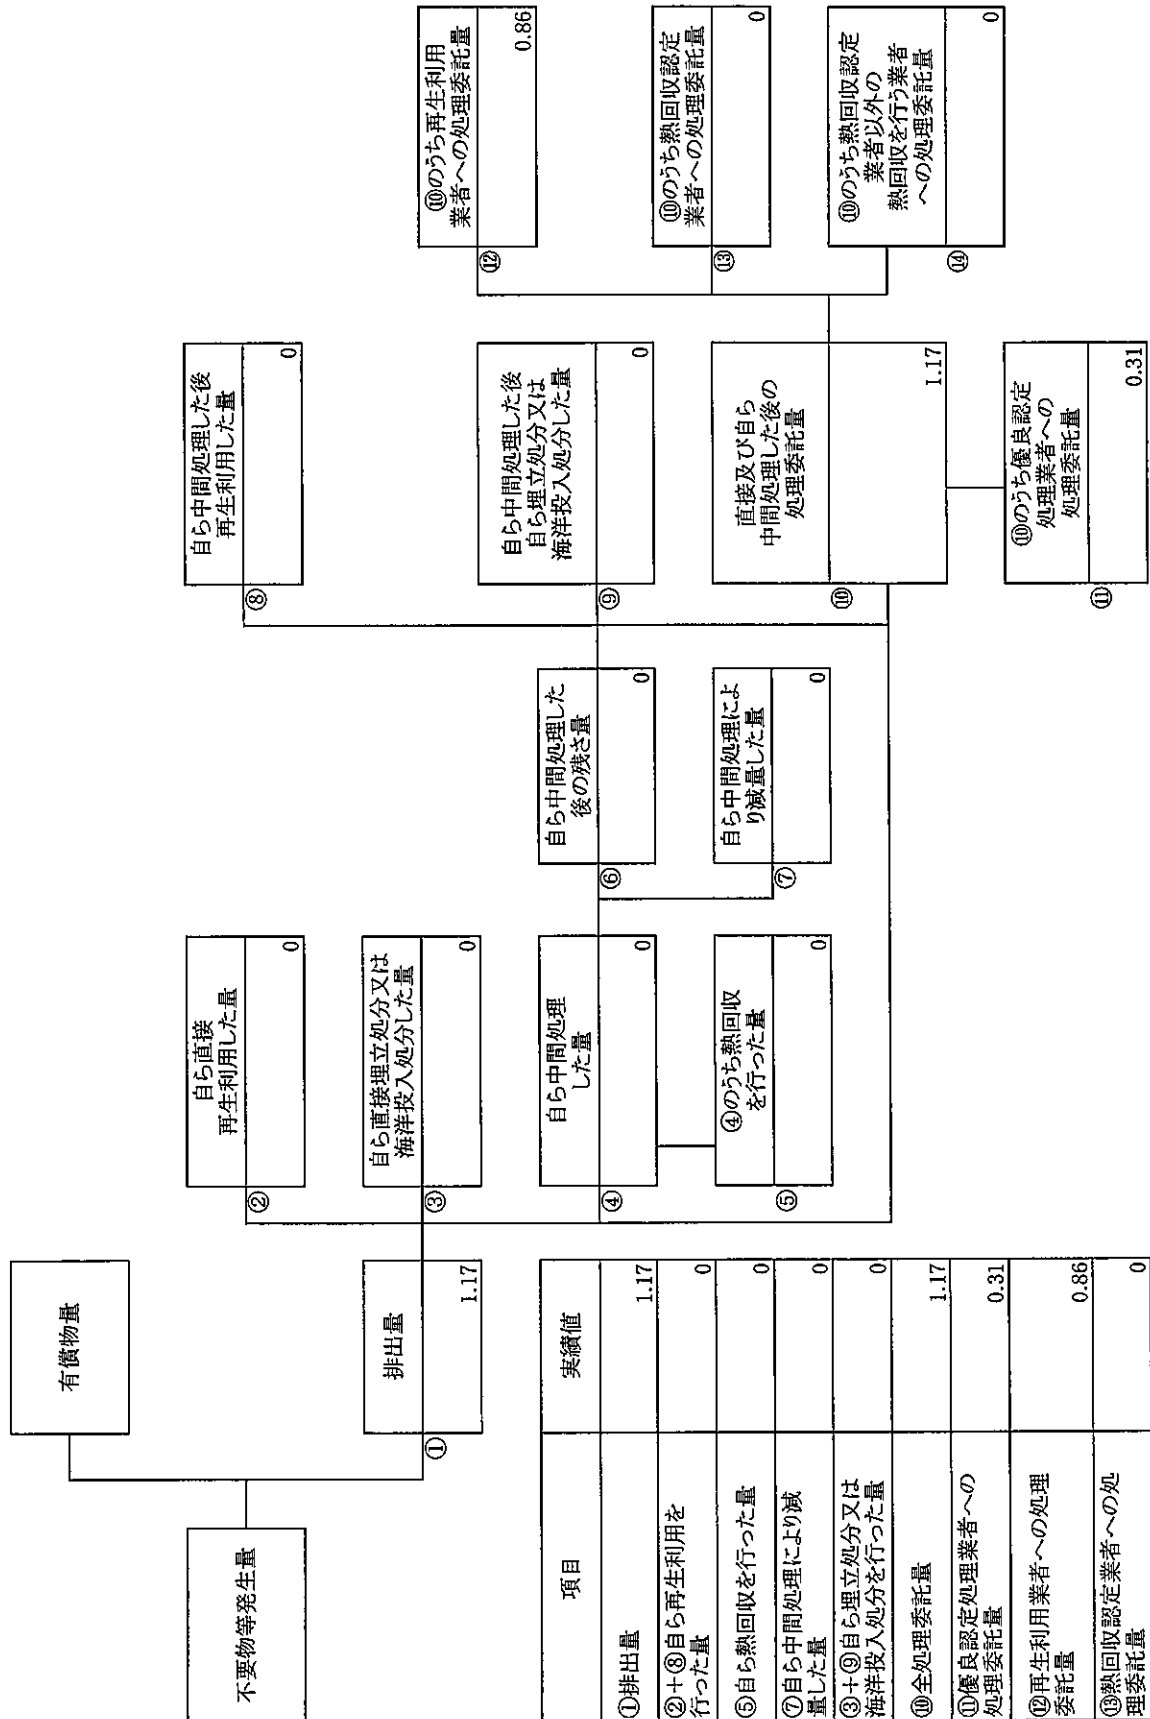 有償物量
不要物等発生量
①
排出量
1.17
②
自ら直接
再生利用した量
0
③
自ら直接埋立処分又は
海洋投入処分した量
0
④
自ら中間処理
した量
0
⑤
④のうち熱回収
を行った量
0
⑥
自ら中間処理した
後の残さ量
0
⑦
自ら中間処理によ
り減量した量
0
⑧
自ら中間処理した後
再生利用した量
0
⑨
自ら中間処理した後
自ら埋立処分又は
海洋投入処分した量
0
⑩
直接及び自ら
中間処理した後の
処理委託量
1.17
⑪
⑩のうち優良認定
処理業者への
処理委託量
0.31
⑫
⑩のうち再生利用
業者への処理委託量
0.86
⑬
⑩のうち熱回収認定
業者への処理委託量
0
⑭
⑩のうち熱回収認定
業者以外の
熱回収を行う業者
への処理委託量
0
項目 実績値
①排出量 1.17
②+⑧自ら再生利用を
行った量 0
⑤自ら熱回収を行った量 0
⑦自ら中間処理により減
量した量 0
③+⑨自ら埋立処分又は
海洋投入処分を行った量 0
⑩全処理委託量 1.17
⑪優良認定処理業者への
処理委託量 0.31
⑫再生利用業者への処理
委託量 0.86
⑬熱回収認定業者への処
理委託量 0